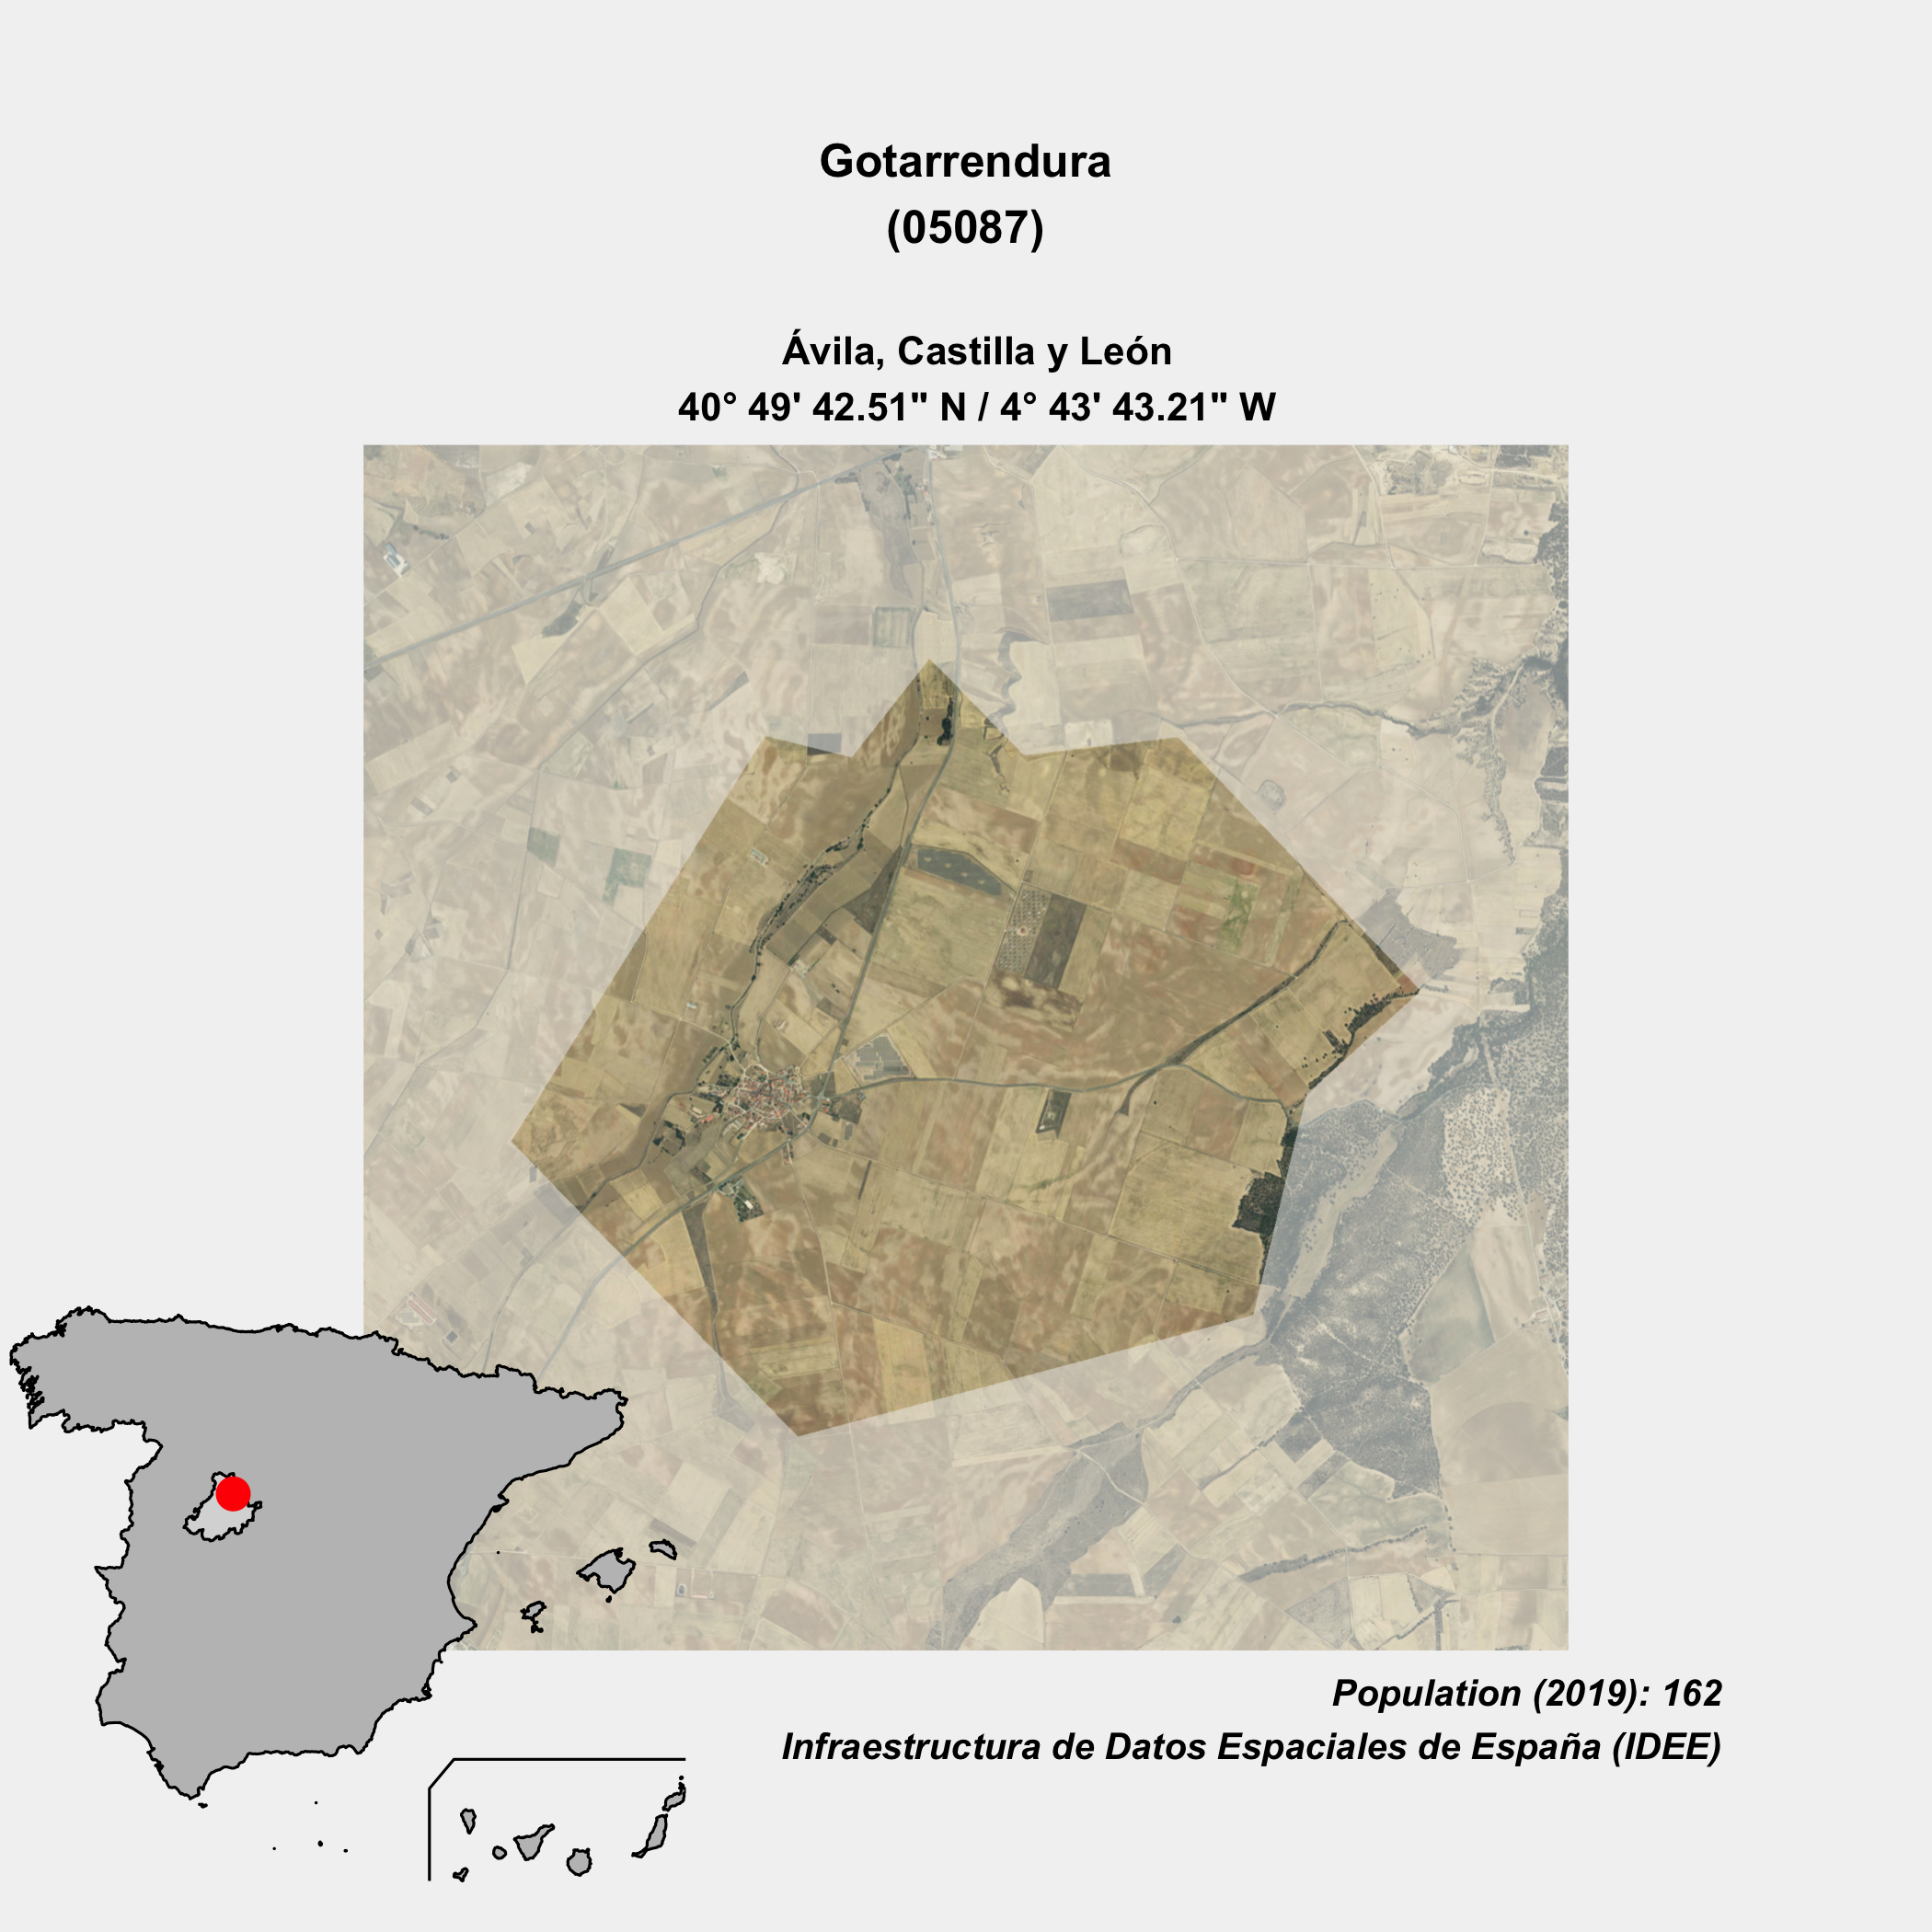 Gotarrendura
(05087)
Ávila, Castilla y León
40° 49' 42.51" N / 4° 43' 43.21" W
Population (2019): 162
Infraestructura de Datos Espaciales de España (IDEE)